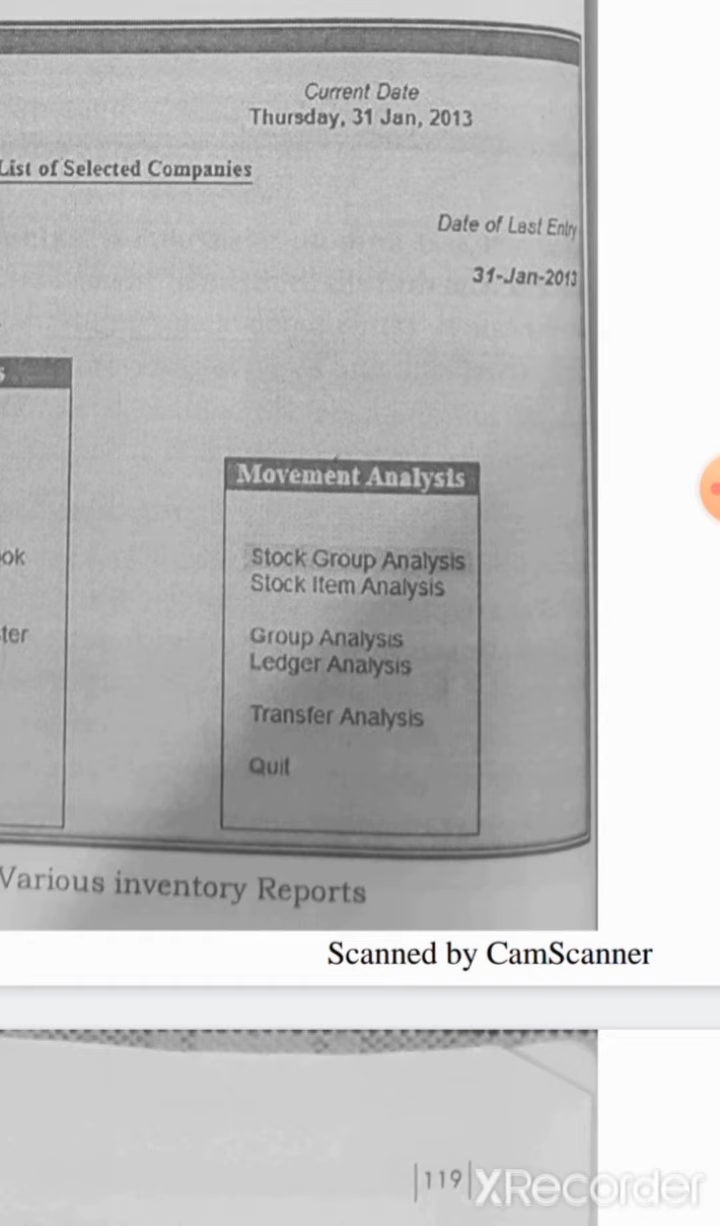 Current Date
Thursday, 31 Jan, 2013
List of Selected Companies
Date of Last Entry
31-Jan-2013
s
Movement Analysis
ok
Stock Group Analysis
Stock Item Analysis
ter
Group Analysis
Ledger Analysis
Transfer Analysis
Quit
Various inventory Reports
Scanned by CamScanner
119
XRecorder